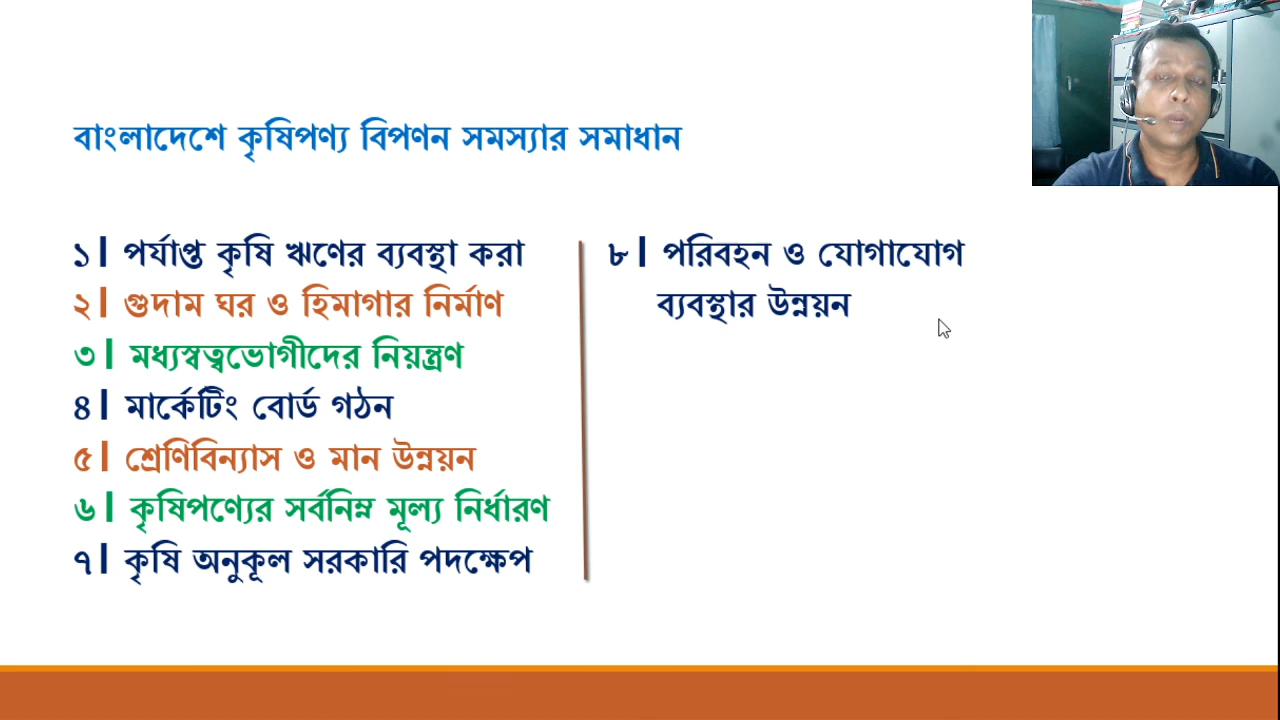 বাংলাদেশে কৃষিপণ্য বিপণন সমস্যার সমাধান
১। পর্যাপ্ত কৃষি ঋণের ব্যবস্থা করা
২। গুদাম ঘর ও হিমাগার নির্মাণ
৩। মধ্যস্বত্বভোগীদের নিয়ন্ত্রণ
৪। মার্কেটিং বোর্ড গঠন
৫। শ্রেণিবিন্যাস ও মান উন্নয়ন
৬। কৃষিপণ্যের সর্বনিম্ন মূল্য নির্ধারণ
৭। কৃষি অনুকূল সরকারি পদক্ষেপ
৮। পরিবহন ও যোগাযোগ
ব্যবস্থার উন্নয়ন